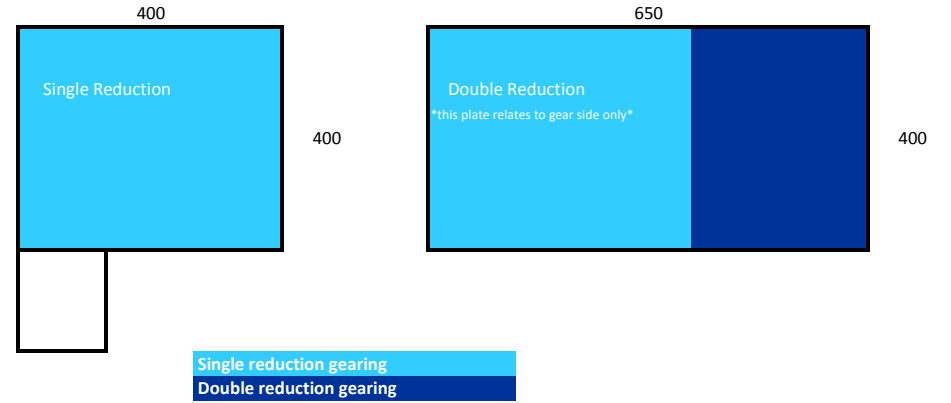 400
650
Single Reduction
Double Reduction
*this plate relates to gear side only*
400
400
Single reduction gearing
Double reduction gearing